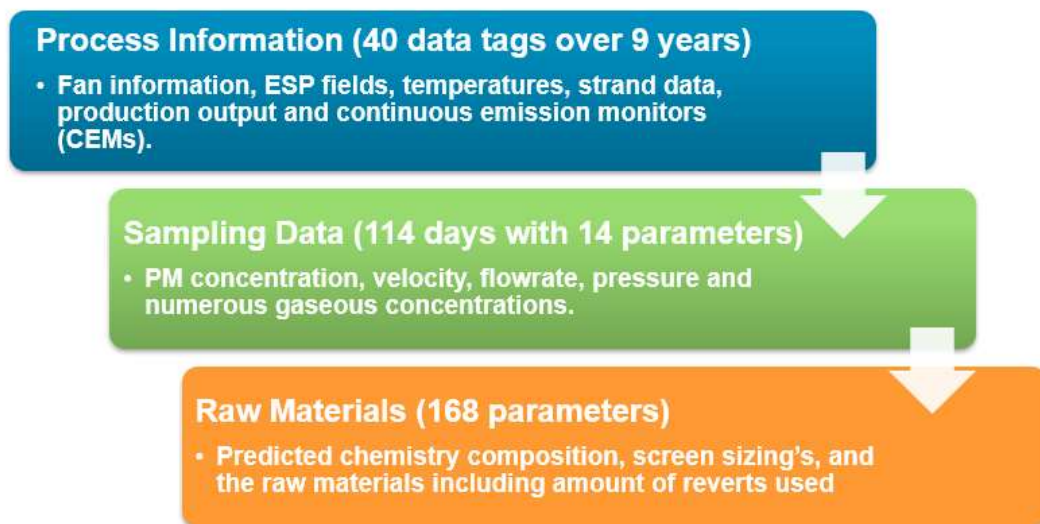 Process Information (40 data tags over 9 years)
• Fan information, ESP fields, temperatures, strand data,
production output and continuous emission monitors
(CEMs).
Sampling Data (114 days with 14 parameters)
• PM concentration, velocity, flowrate, pressure and
numerous gaseous concentrations.
Raw Materials (168 parameters)
• Predicted chemistry composition, screen sizing's, and
the raw materials including amount of reverts used